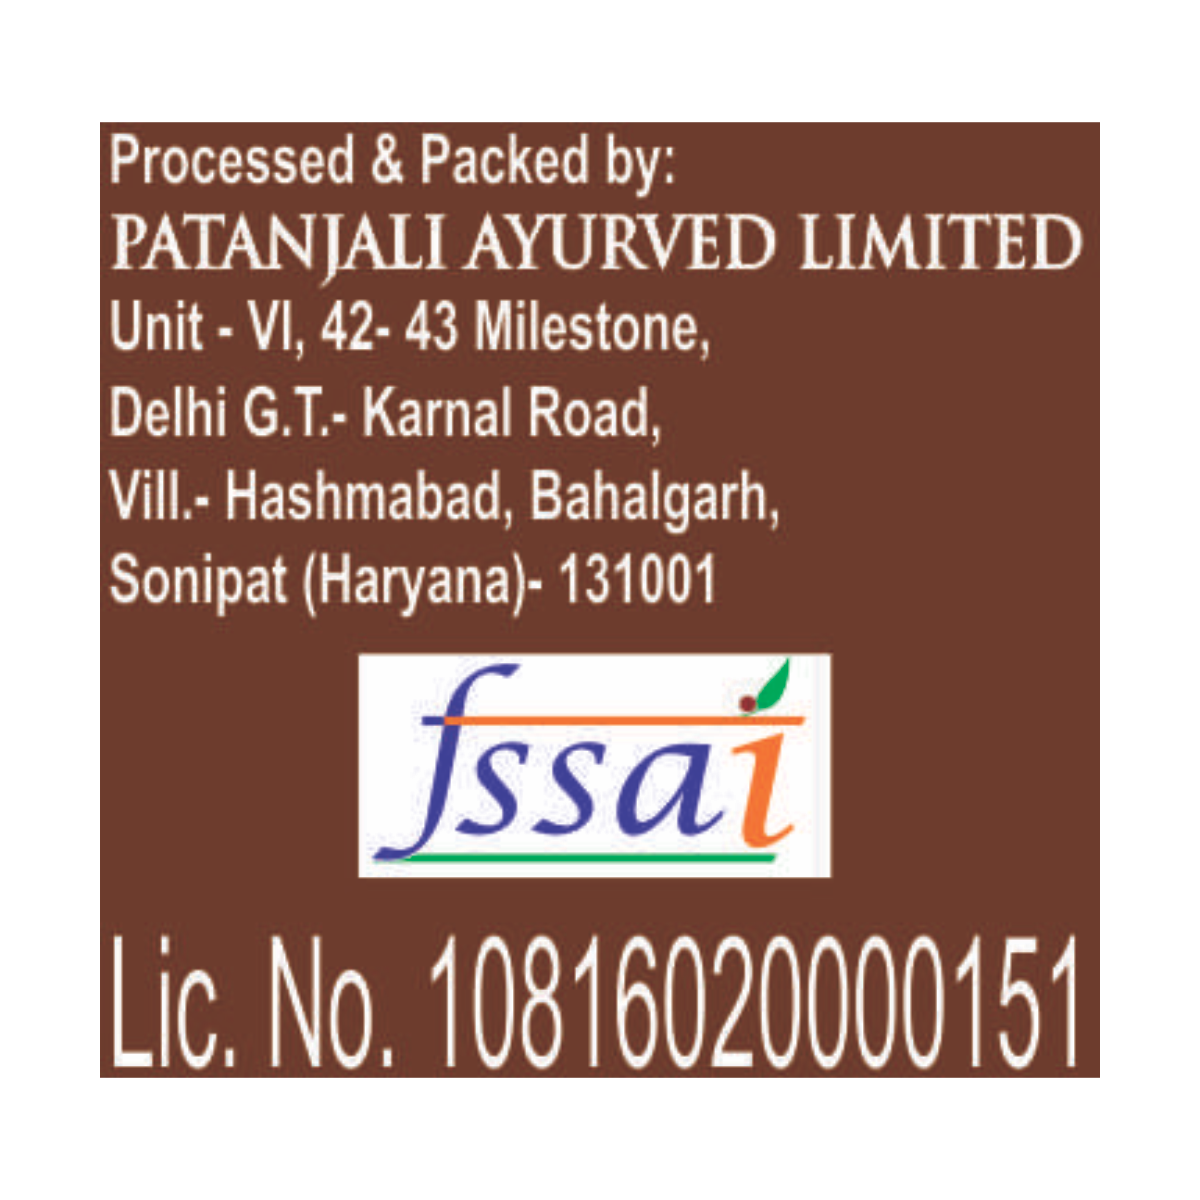 Processed & Packed by:
PATANJALI AYURVED LIMITED
Unit - VI, 42- 43 Milestone,
Delhi G.T.- Karnal Road,
Vill.- Hashmabad, Bahalgarh,
Sonipat (Haryana)- 131001
fssai
Lic. No. 10816020000151